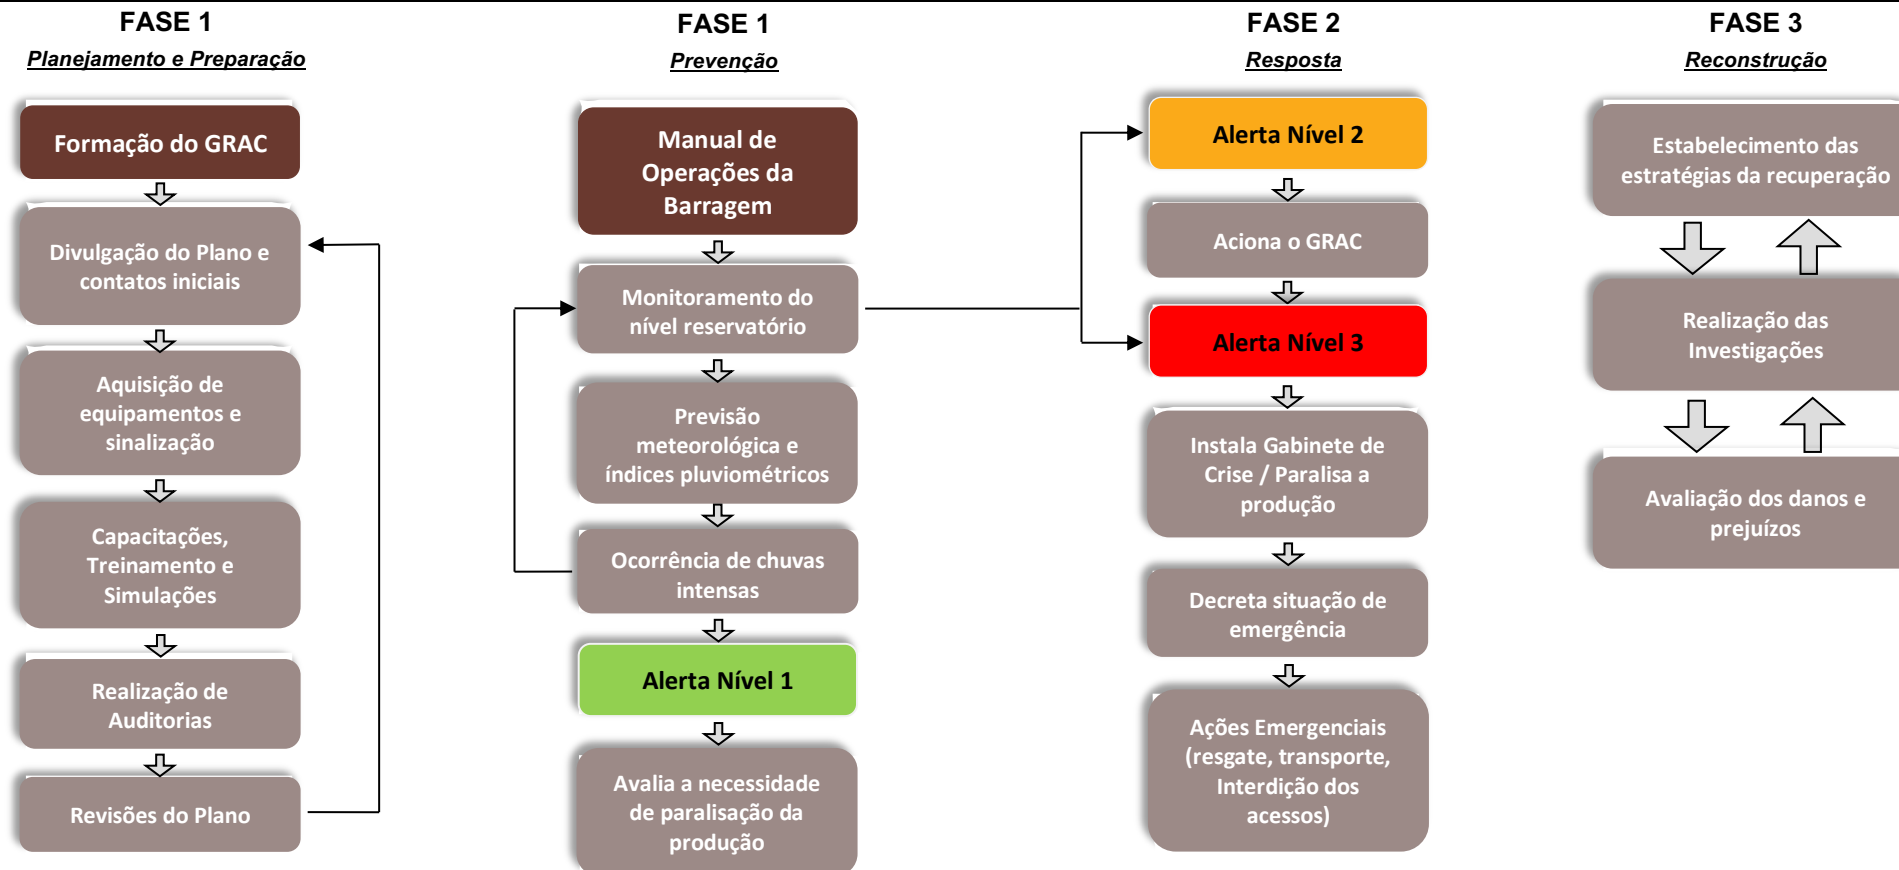 FASE 1
Planejamento e Preparação
Formação do GRAC
Divulgação do Plano e
contatos iniciais
Aquisição de
equipamentos e
sinalização
Capacitações,
Treinamento e
Simulações
Realização de
Auditorias
Revisões do Plano
FASE 1
Prevenção
Manual de
Operações da
Barragem
Monitoramento do
nível reservatório
Previsão
meteorológica e
índices pluviométricos
Ocorrência de chuvas
intensas
Alerta Nível 1
Avalia a necessidade
de paralisação da
produção
FASE 2
Resposta
Alerta Nível 2
Aciona o GRAC
Alerta Nível 3
Instala Gabinete de
Crise / Paralisa a
produção
Decreta situação de
emergência
Ações Emergenciais
(resgate, transporte,
Interdição dos
acessos)
FASE 3
Reconstrução
Estabelecimento das
estratégias da recuperação
Realização das
Investigações
Avaliação dos danos e
prejuízos